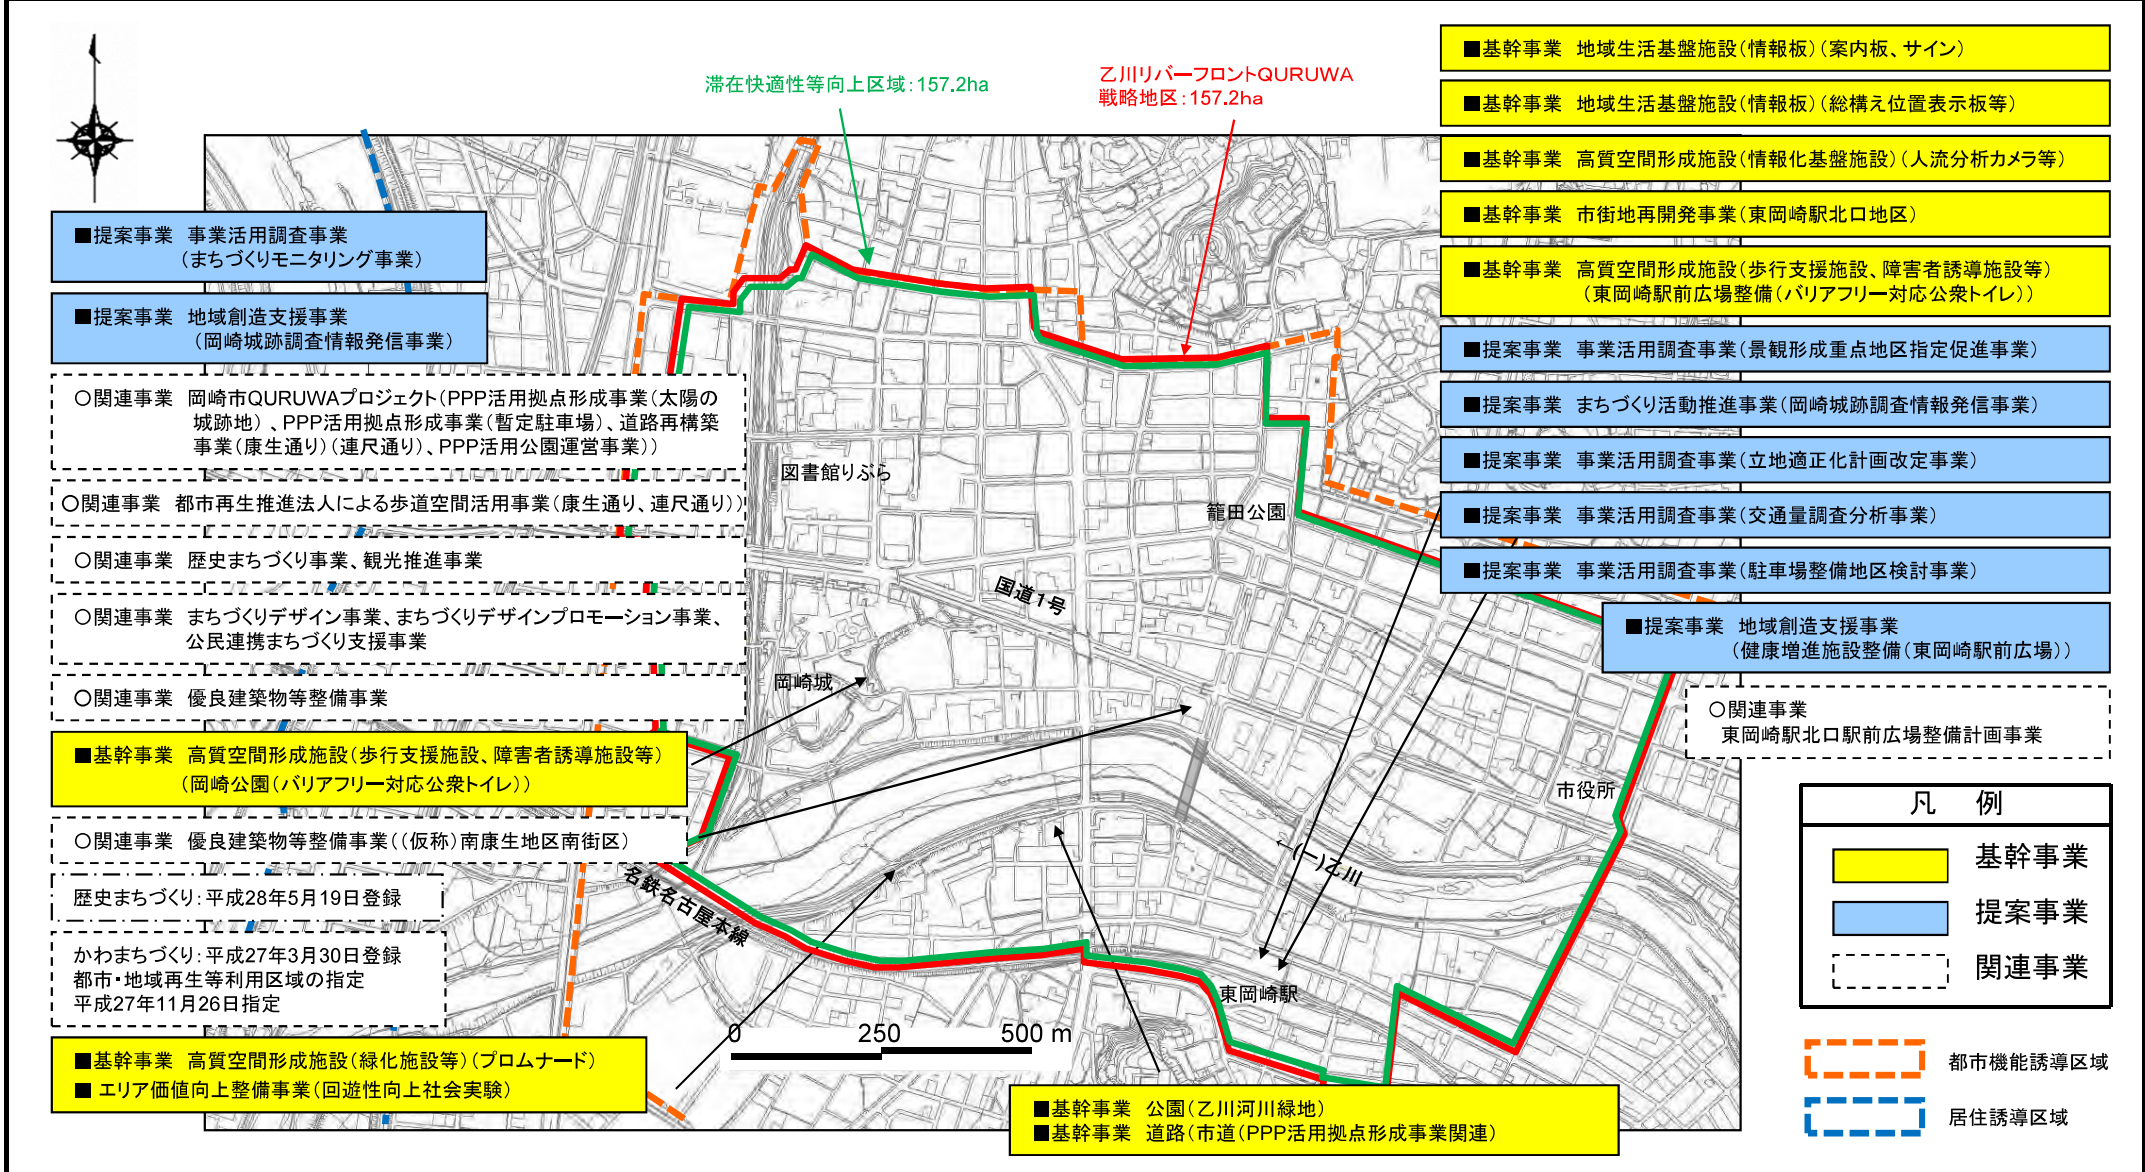 滞在快適性等向上区域:157.2ha
乙川リバーフロントQURUWA
戦略地区:157.2ha
■提案事業 事業活用調査事業
(まちづくりモニタリング事業)
■提案事業 地域創造支援事業
(岡崎城跡調査情報発信事業)
○関連事業 岡崎市QURUWAプロジェクト(PPP活用拠点形成事業(太陽の
城跡地)、PPP活用拠点形成事業(暫定駐車場)、道路再構築
事業(康生通り)(連尺通り)、PPP活用公園運営事業))
○関連事業 都市再生推進法人による歩道空間活用事業(康生通り、連尺通り))
○関連事業 歴史まちづくり事業、観光推進事業
○関連事業 まちづくりデザイン事業、まちづくりデザインプロモーション事業、
公民連携まちづくり支援事業
○関連事業 優良建築物等整備事業
■基幹事業 高質空間形成施設(歩行支援施設、障害者誘導施設等)
(岡崎公園(バリアフリー対応公衆トイレ))
○関連事業 優良建築物等整備事業((仮称)南康生地区南街区)
歴史まちづくり:平成28年5月19日登録
かわまちづくり:平成27年3月30日登録
都市・地域再生等利用区域の指定
平成27年11月26日指定
■基幹事業 高質空間形成施設(緑化施設等)(プロムナード)
■ エリア価値向上整備事業(回遊性向上社会実験)
図書館りぶら
籠田公園
国道1号
岡崎城
市役所
←(一)乙川
名鉄名古屋本線
東岡崎駅
0 250 500 m
■基幹事業 公園(乙川河川緑地)
■基幹事業 道路(市道(PPP活用拠点形成事業関連)
■基幹事業 地域生活基盤施設(情報板)(案内板、サイン)
■基幹事業 地域生活基盤施設(情報板)(総構え位置表示板等)
■基幹事業 高質空間形成施設(情報化基盤施設)(人流分析カメラ等)
■基幹事業 市街地再開発事業(東岡崎駅北口地区)
■基幹事業 高質空間形成施設(歩行支援施設、障害者誘導施設等)
(東岡崎駅前広場整備(バリアフリー対応公衆トイレ))
■提案事業 事業活用調査事業(景観形成重点地区指定促進事業)
■提案事業 まちづくり活動推進事業(岡崎城跡調査情報発信事業)
■提案事業 事業活用調査事業(立地適正化計画改定事業)
■提案事業 事業活用調査事業(交通量調査分析事業)
■提案事業 事業活用調査事業(駐車場整備地区検討事業)
■提案事業 地域創造支援事業
(健康増進施設整備(東岡崎駅前広場))
○関連事業
東岡崎駅北口駅前広場整備計画事業
凡 例
基幹事業
提案事業
関連事業
都市機能誘導区域
居住誘導区域